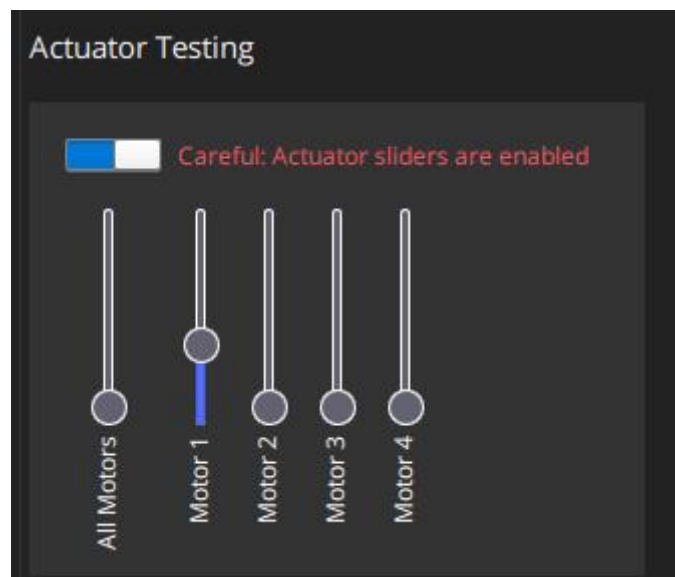 Actuator Testing
Careful: Actuator sliders are enabled
All Motors
Motor 1
Motor 2
Motor 3
Motor 4